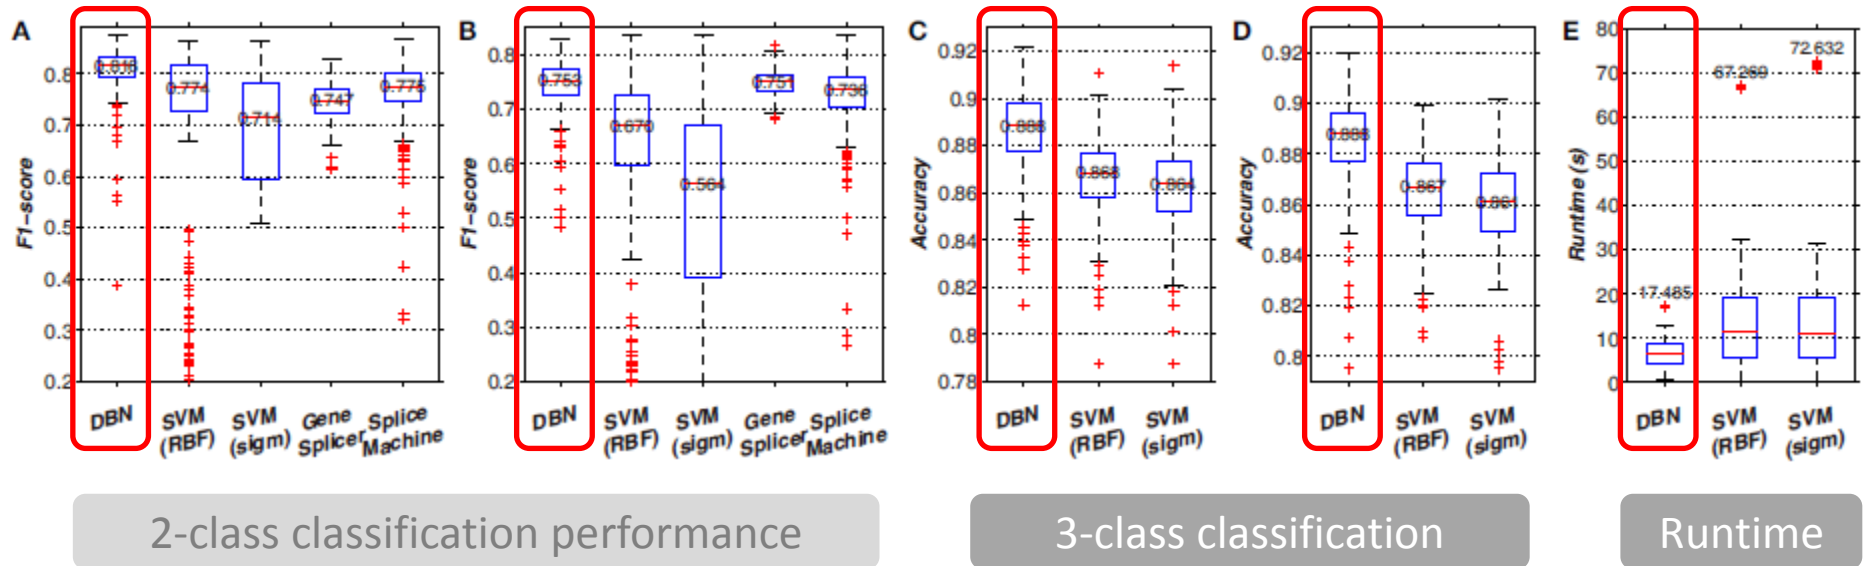 A
F1-score
0.8
0.7
0.6
0.5
0.4
0.3
0.2
0.816
0.774
0.714
0.747
0.775
DBN
SVM
(RBF)
SVM
(sigm)
Gene
Splicer
Splice
Machine
B
F1-score
0.8
0.7
0.6
0.5
0.4
0.3
0.2
0.670
0.564
0.751
0.736
DBN
SVM
(RBF)
SVM
(sigm)
Gene
Splicer
Splice
Machine
2-class classification performance
C
Accuracy
0.92
0.9
0.88
0.86
0.84
0.82
0.8
0.78
0.868
0.864
DBN
SVM
(RBF)
SVM
(sigm)
D
Accuracy
0.92
0.9
0.88
0.86
0.84
0.82
0.8
0.888
0.867
0.861
DBN
SVM
(RBF)
SVM
(sigm)
3-class classification
E
Runtime (s)
80
70
60
50
40
30
20
10
0
17.485
67.269
72.632
DBN
SVM
(RBF)
SVM
(sigm)
Runtime